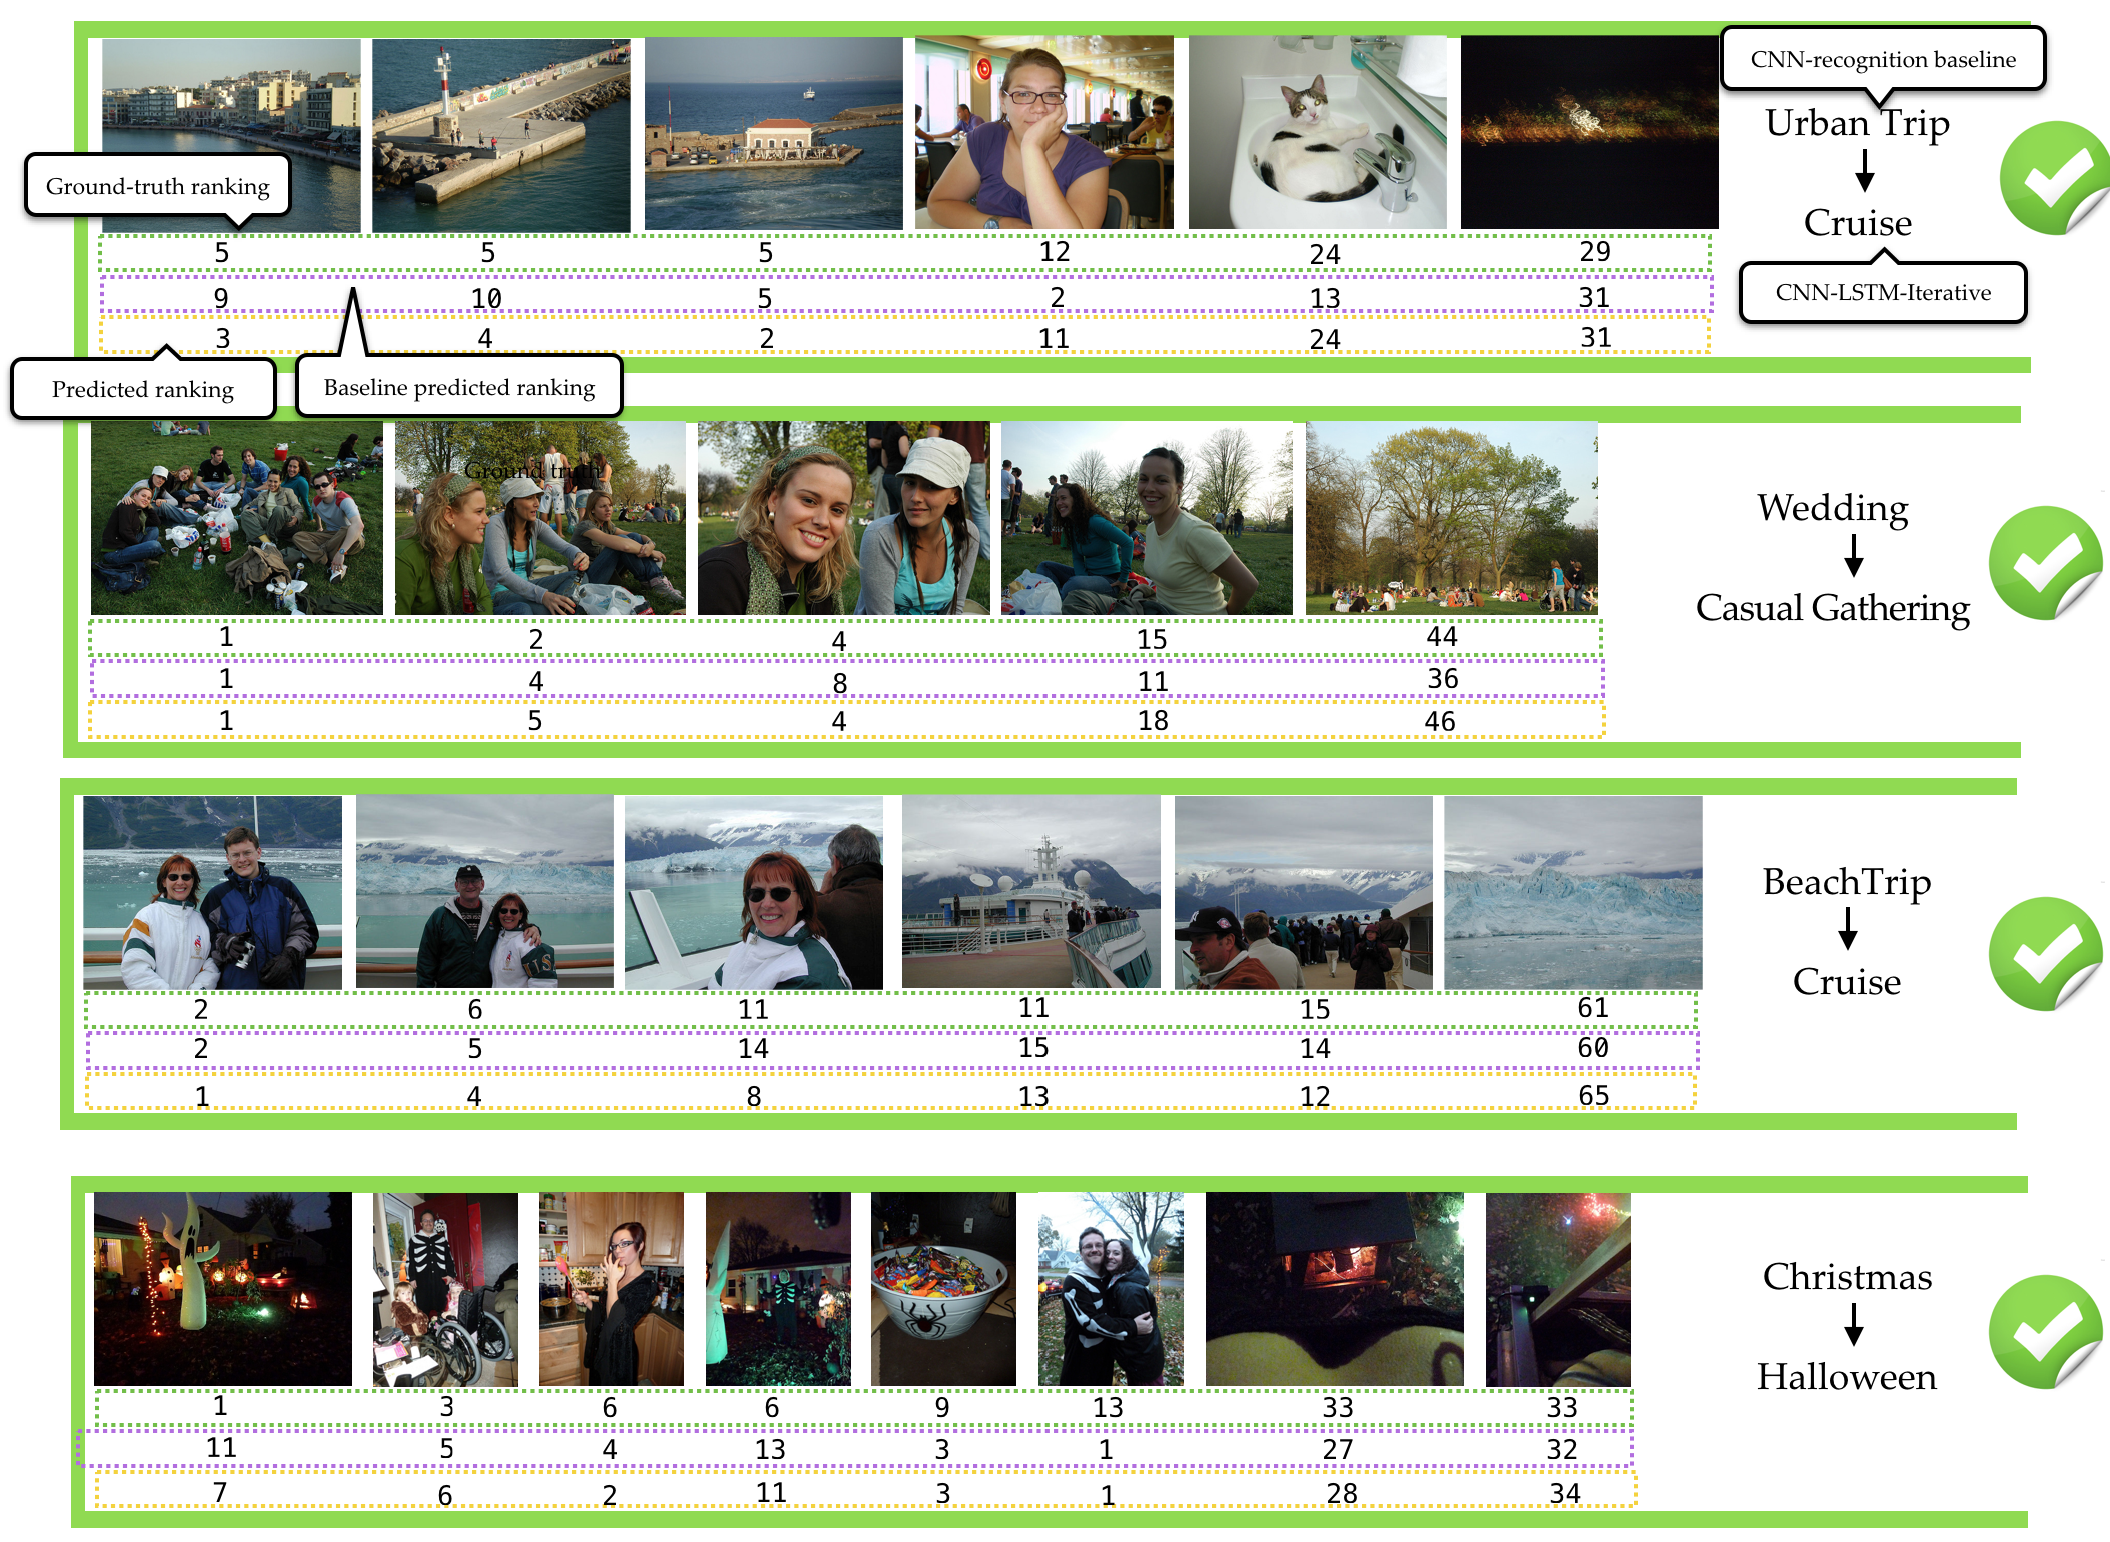 CNN-recognition baseline
Urban Trip
Cruise
CNN-LSTM-Iterative
Ground-truth ranking
5 5 5 12 24 29
9 10 5 2 13 31
3 4 2 11 24 31
Predicted ranking
Baseline predicted ranking
Ground truth
Wedding
Casual Gathering
1 2 4 15 44
1 4 8 11 36
1 5 4 18 46
BeachTrip
Cruise
2 6 11 11 15 61
2 5 14 15 14 60
1 4 8 13 12 65
Christmas
Halloween
1 3 6 6 9 13 33 33
11 5 4 13 3 1 27 32
7 6 2 11 3 1 28 34